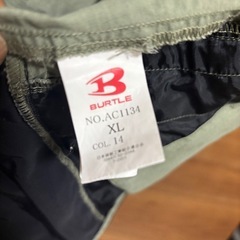 BURTLE
NO.AC1134
XL
COL. 14